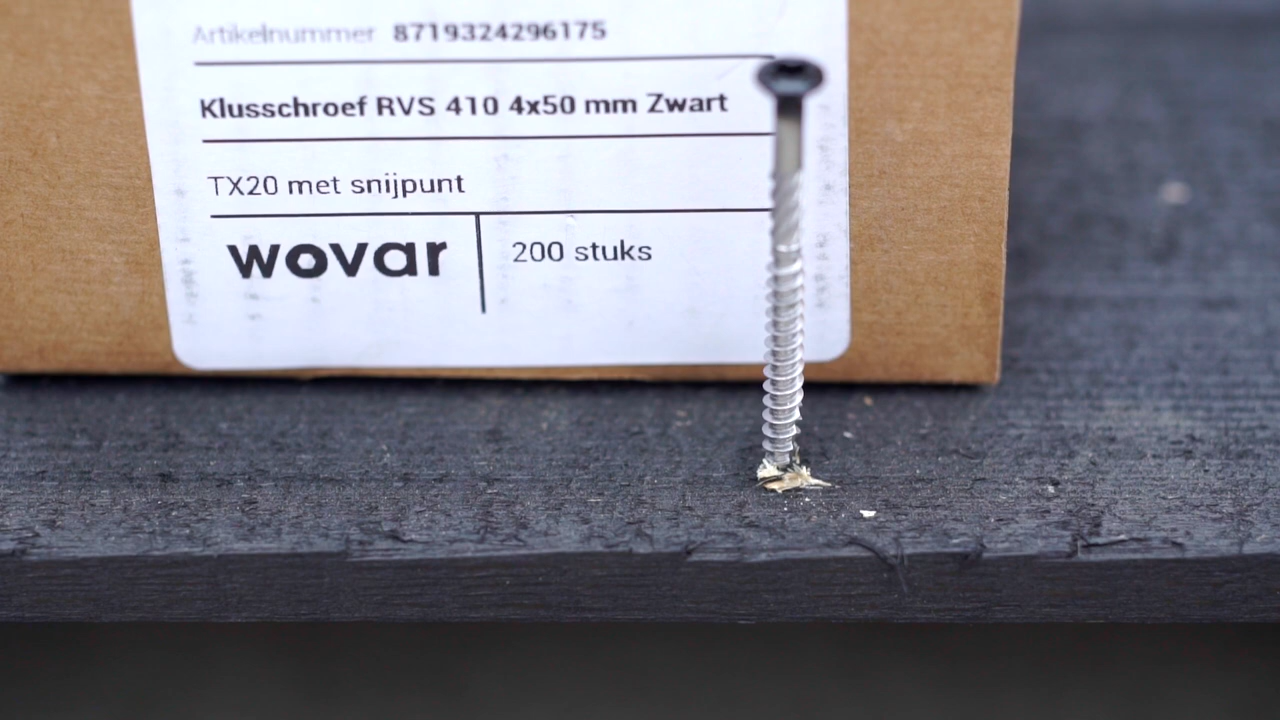 Artikelnummer 8719324296175
Klusschroef RVS 410 4x50 mm Zwart
TX20 met snijpunt
wovar
200 stuks